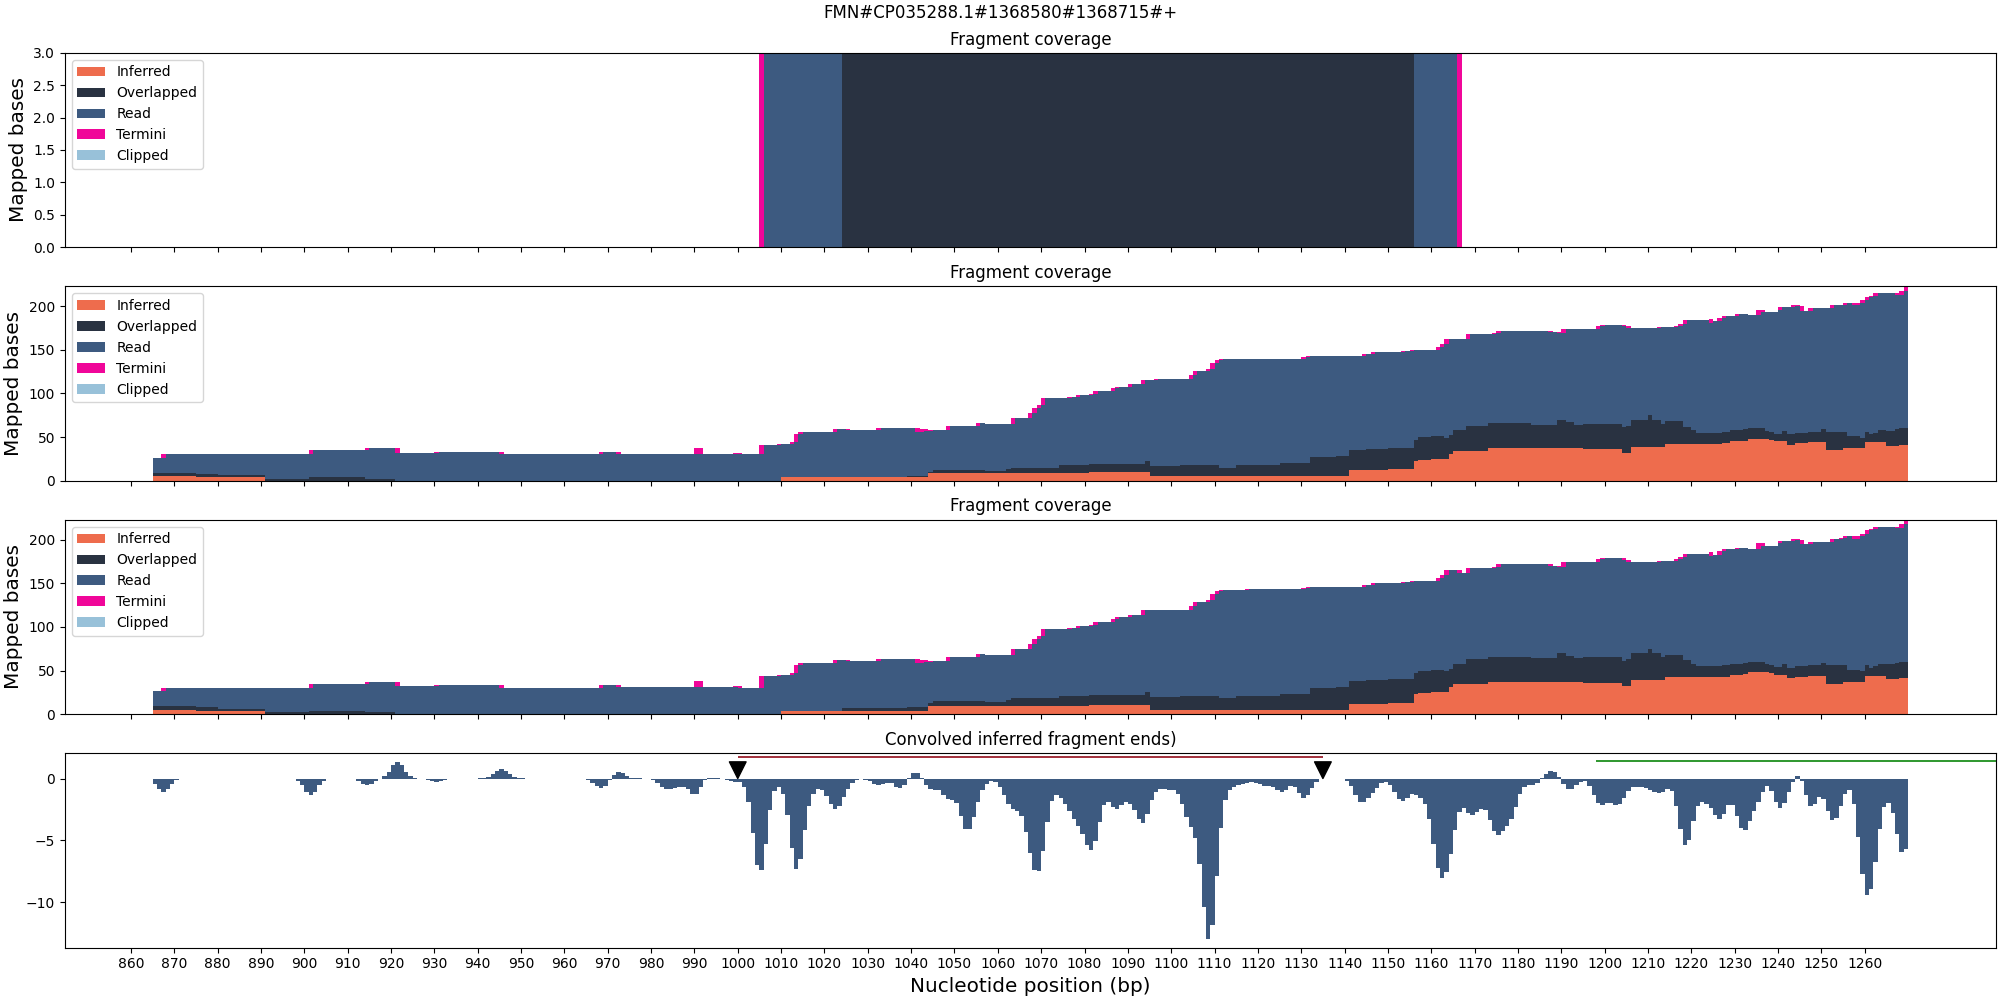 FMN#CP035288.1#1368580#1368715#+
Fragment coverage
Mapped bases
3.0
2.5
2.0
1.5
1.0
0.5
0.0
Inferred
Overlapped
Read
Termini
Clipped
Fragment coverage
Mapped bases
200
150
100
50
0
Inferred
Overlapped
Read
Termini
Clipped
Fragment coverage
Mapped bases
200
150
100
50
0
Inferred
Overlapped
Read
Termini
Clipped
Convolved inferred fragment ends)
0
−5
−10
860 870 880 890 900 910 920 930 940 950 960 970 980 990 1000 1010 1020 1030 1040 1050 1060 1070 1080 1090 1100 1110 1120 1130 1140 1150 1160 1170 1180 1190 1200 1210 1220 1230 1240 1250 1260
Nucleotide position (bp)